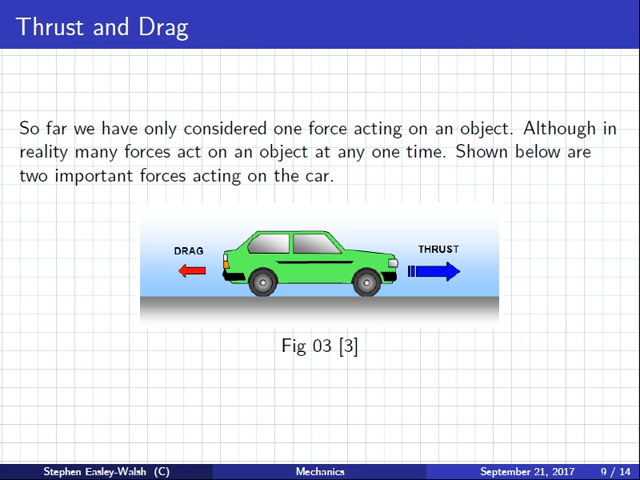 Thrust and Drag
So far we have only considered one force acting on an object. Although in
reality many forces act on an object at any one time. Shown below are
two important forces acting on the car.
DRAG
THRUST
Fig 03 [3]
Stephen Easley-Walsh (C)
Mechanics
September 21, 2017
9 / 14